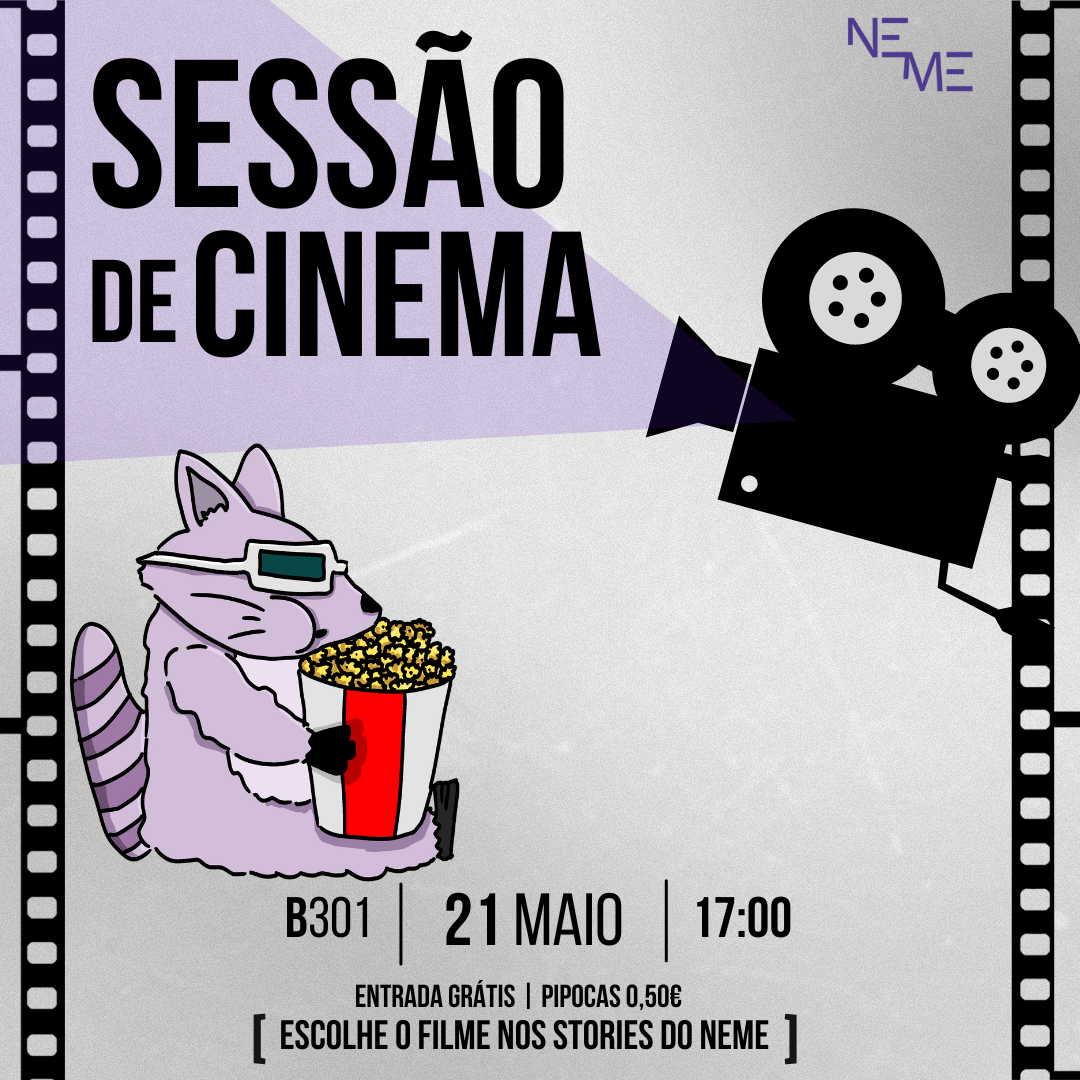 NEME
SESSÃO
DE CINEMA
B301 | 21 MAIO | 17:00
ENTRADA GRÁTIS | PIPOCAS 0,50€
[ ESCOLHE O FILME NOS STORIES DO NEME ]